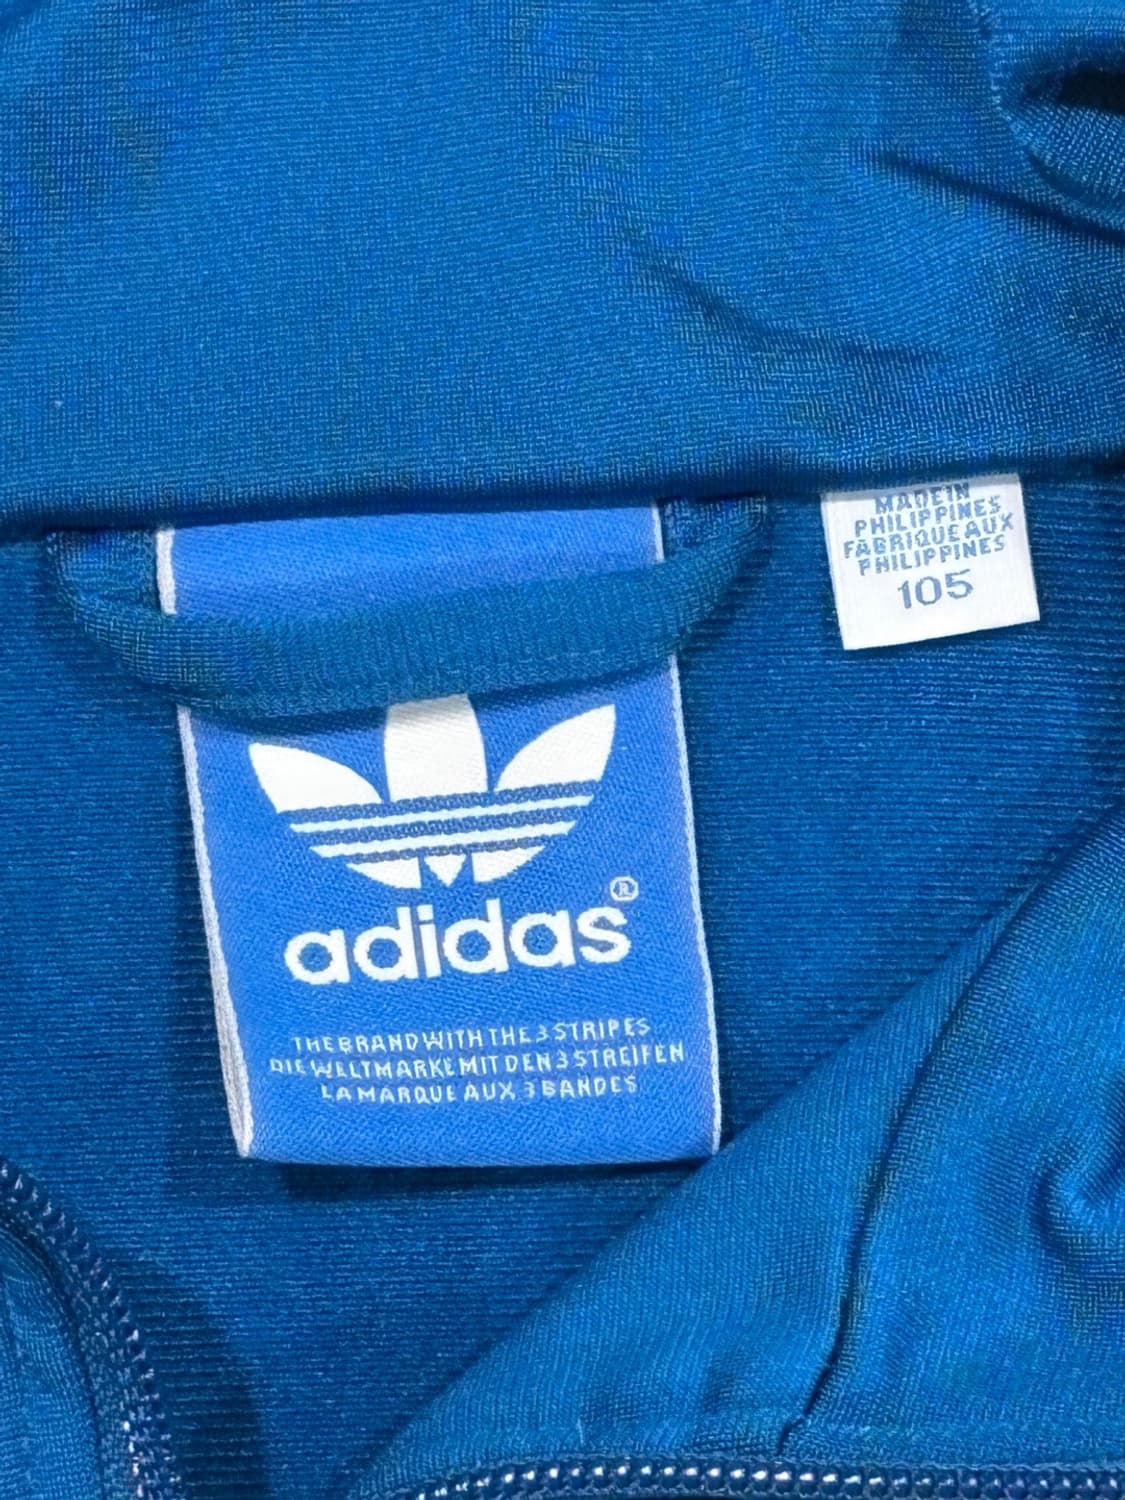 MADE IN
PHILIPPINES
FABRIQUE AUX
PHILIPPINES
105
adidas®
THE BRAND WITH THE 3 STRIPES
DIE WELTMARKE MIT DEN 3 STREIFEN
LA MARQUE AUX 3 BANDES